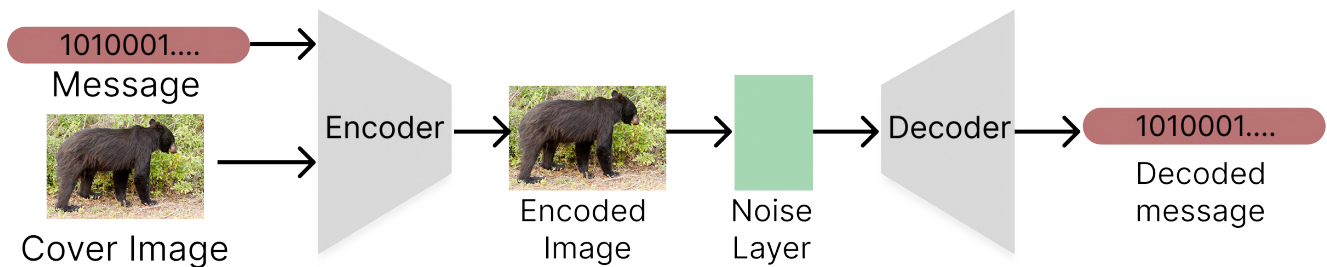 1010001....
Message
Cover Image
Encoder
Encoded
Image
Noise
Layer
Decoder
1010001....
Decoded
message